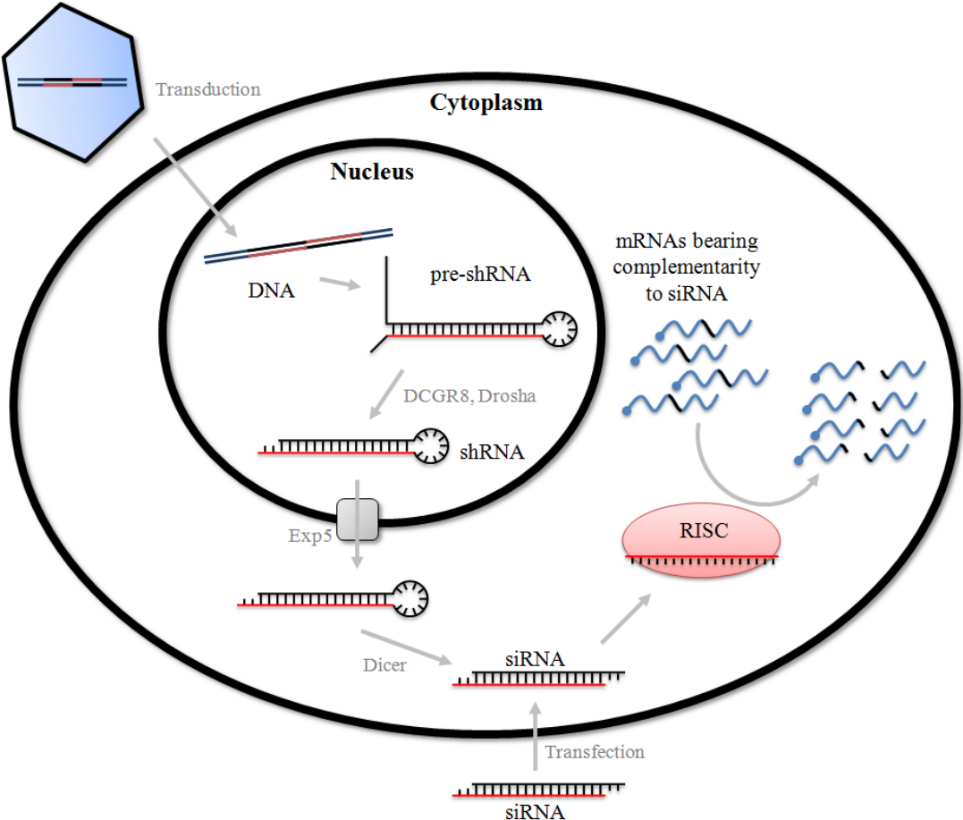 Transduction
Cytoplasm
Nucleus
mRNAs bearing
complementarity
to siRNA
DNA
pre-shRNA
DCGR8, Drosha
shRNA
Exp5
RISC
Dicer
siRNA
Transfection
siRNA